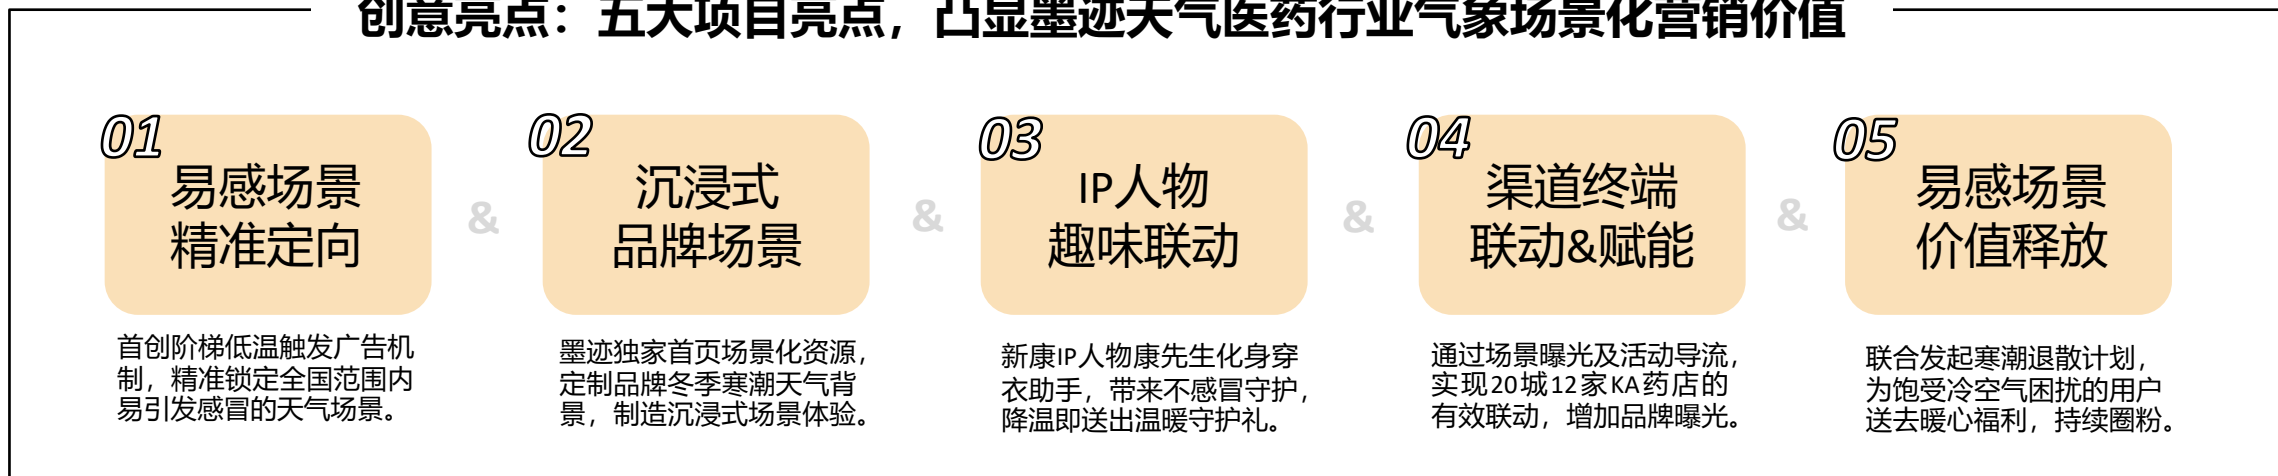 创意亮点：五大项目亮点，凸显墨迹天气医药行业气象场景化营销价值
01
易感场景
精准定向
首创阶梯低温触发广告机
制，精准锁定全国范围内
易引发感冒的天气场景。
&
02
沉浸式
品牌场景
墨迹独家首页场景化资源，
定制品牌冬季寒潮天气背
景，制造沉浸式场景体验。
&
03
IP人物
趣味联动
新康IP人物康先生化身穿
衣助手，带来不感冒守护，
降温即送出温暖守护礼。
&
04
渠道终端
联动&赋能
通过场景曝光及活动导流，
实现20城12家KA药店的
有效联动，增加品牌曝光。
&
05
易感场景
价值释放
联合发起寒潮退散计划，
为饱受冷空气困扰的用户
送去暖心福利，持续圈粉。